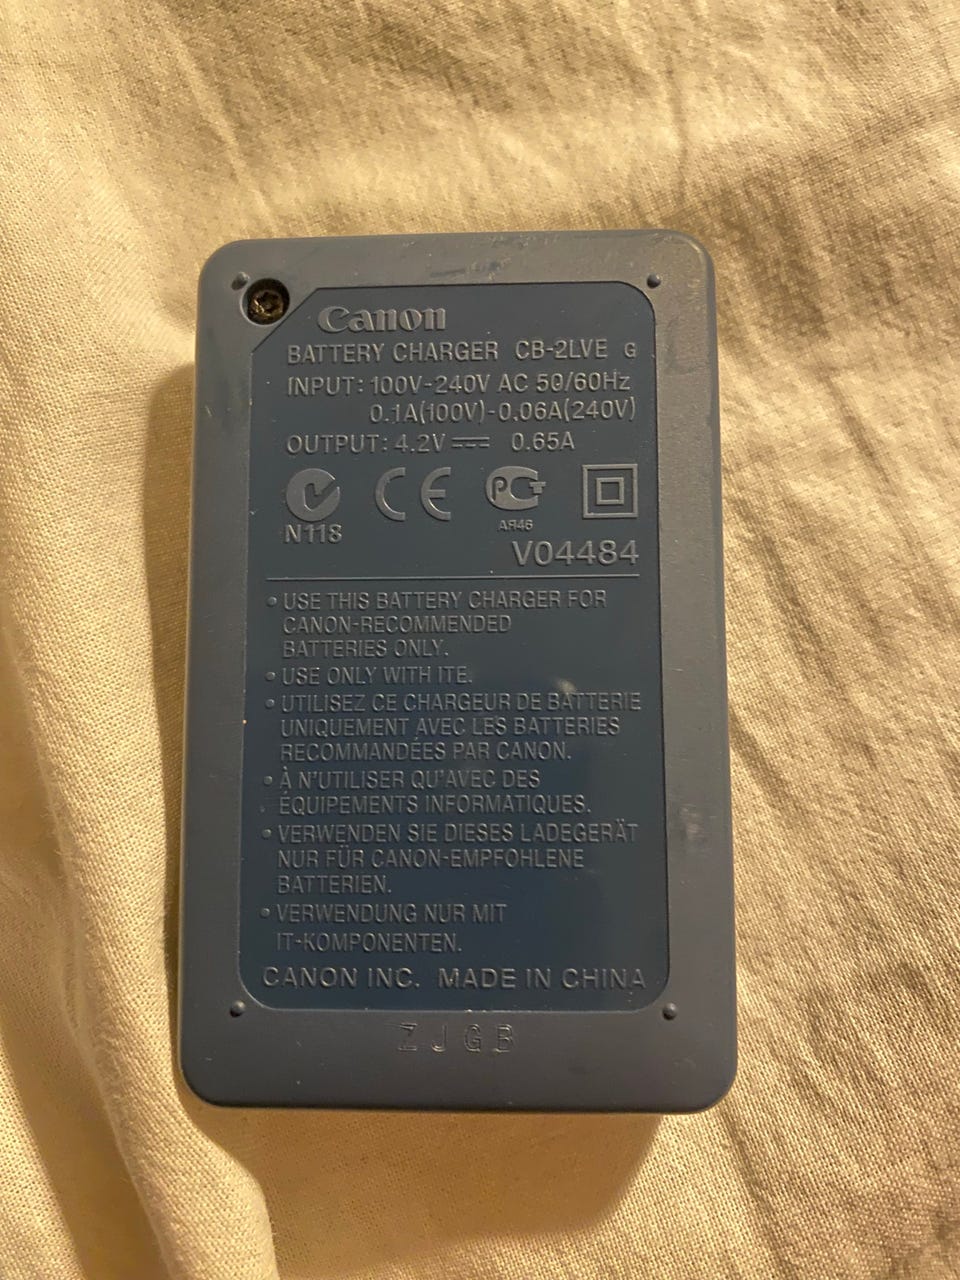 Canon
BATTERY CHARGER CB-2LVE G
INPUT: 100V-240V AC 50/60Hz
0.1A(100V)-0.06A(240V)
OUTPUT: 4.2V ⎓ 0.65A
CE PCT
N118 АЯ46
V04484
• USE THIS BATTERY CHARGER FOR
CANON-RECOMMENDED
BATTERIES ONLY.
• USE ONLY WITH ITE.
• UTILISEZ CE CHARGEUR DE BATTERIE
UNIQUEMENT AVEC LES BATTERIES
RECOMMANDÉES PAR CANON.
• À N'UTILISER QU'AVEC DES
ÉQUIPEMENTS INFORMATIQUES.
• VERWENDEN SIE DIESES LADEGERÄT
NUR FÜR CANON-EMPFOHLENE
BATTERIEN.
• VERWENDUNG NUR MIT
IT-KOMPONENTEN.
CANON INC. MADE IN CHINA
ZJGB